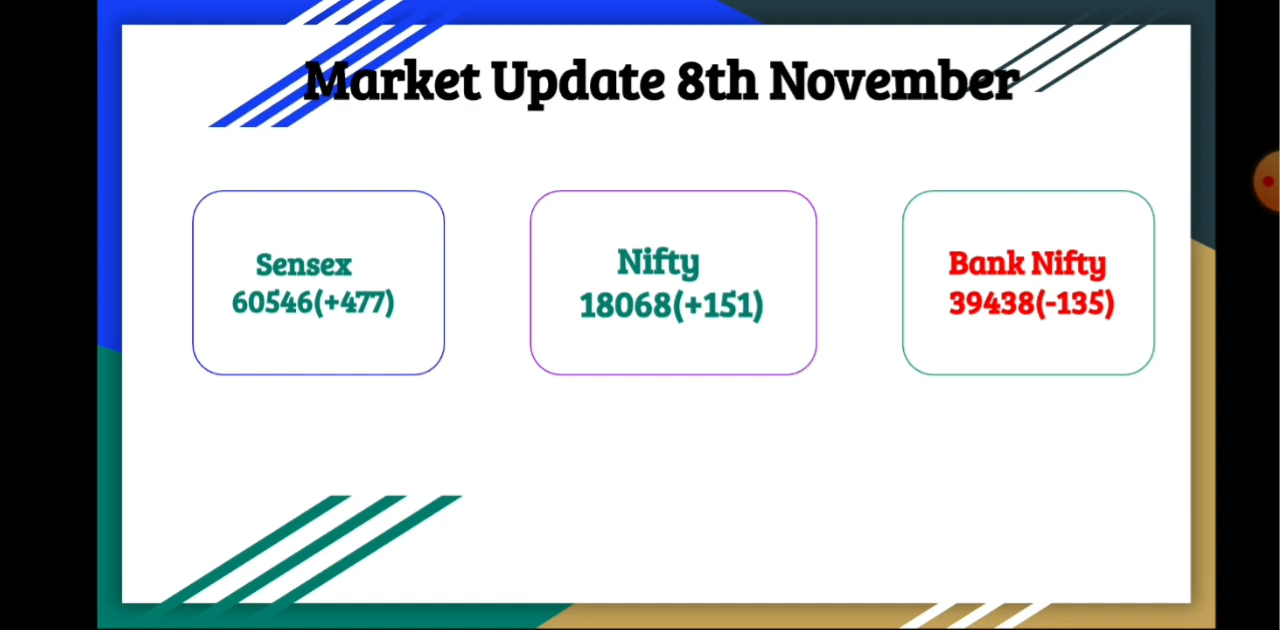 Market Update 8th November
Sensex
60546(+477)
Nifty
18068(+151)
Bank Nifty
39438(-135)